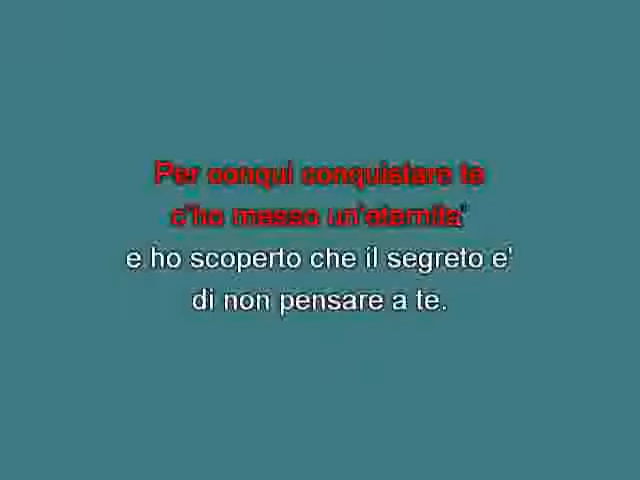 Per conqui conquistare te
c'ho messo un'eternita'
e ho scoperto che il segreto e'
di non pensare a te.